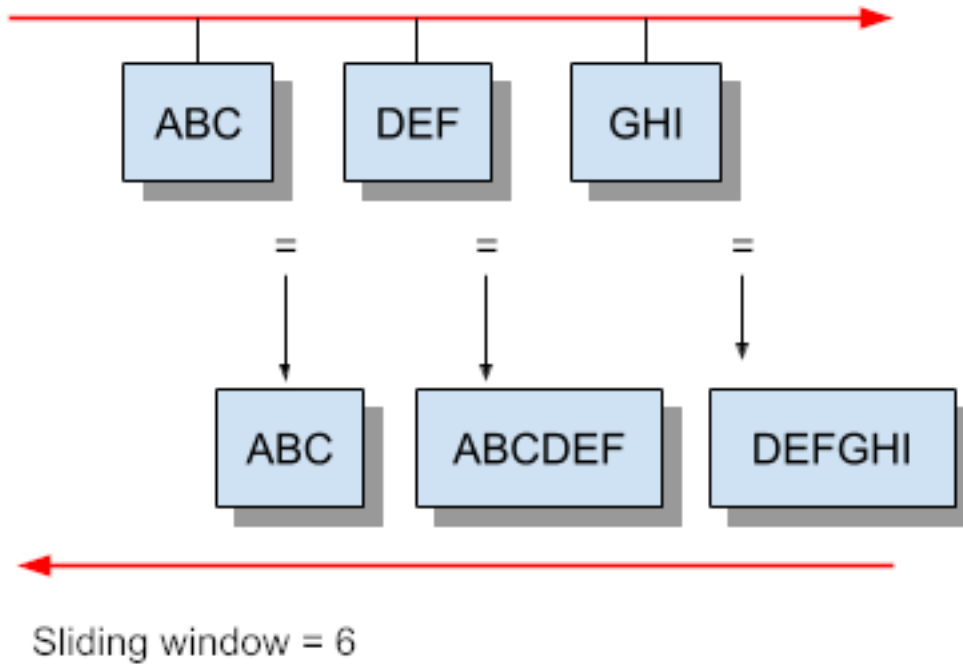 ABC DEF GHI
= = =
ABC ABCDEF DEFGHI
Sliding window = 6